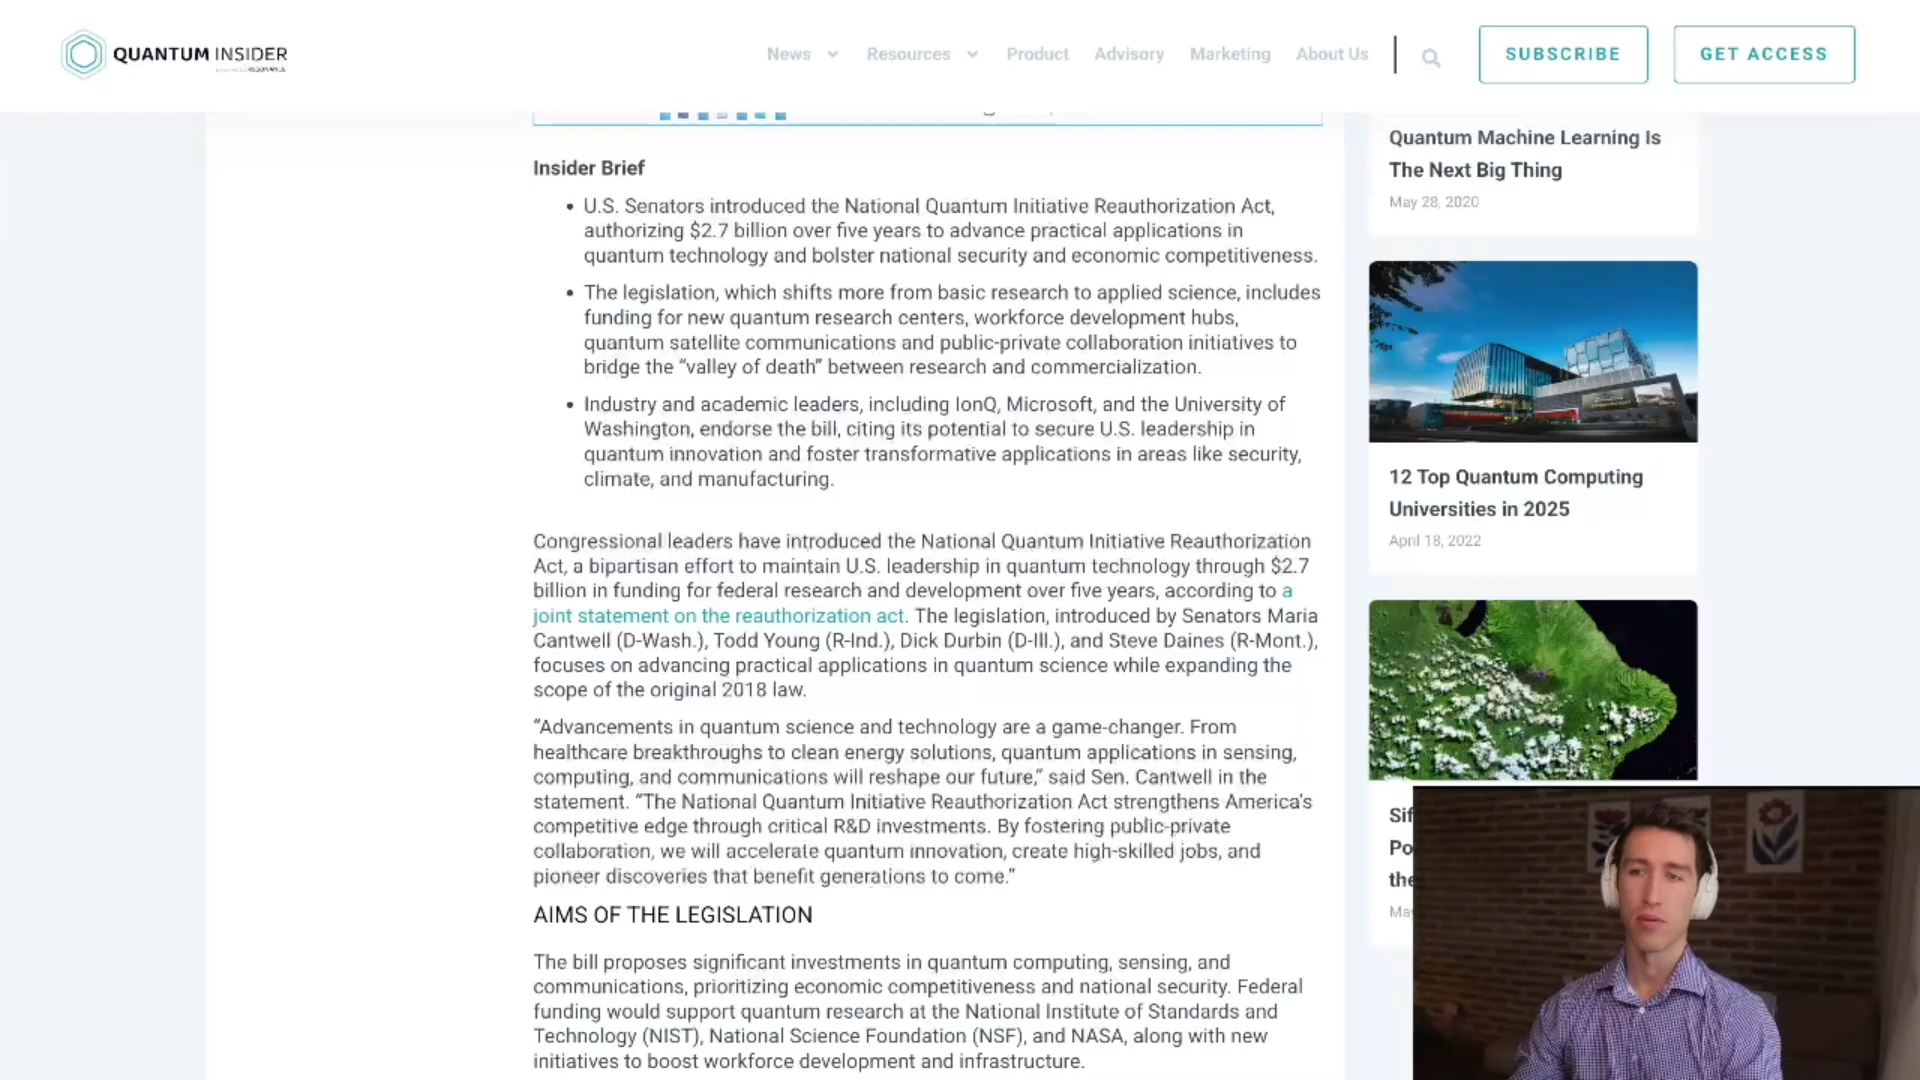 QUANTUM INSIDER
News
Resources
Product
Advisory
Marketing
About Us
SUBSCRIBE
GET ACCESS
Insider Brief
• U.S. Senators introduced the National Quantum Initiative Reauthorization Act,
authorizing $2.7 billion over five years to advance practical applications in
quantum technology and bolster national security and economic competitiveness.
• The legislation, which shifts more from basic research to applied science, includes
funding for new quantum research centers, workforce development hubs,
quantum satellite communications and public-private collaboration initiatives to
bridge the “valley of death” between research and commercialization.
• Industry and academic leaders, including IonQ, Microsoft, and the University of
Washington, endorse the bill, citing its potential to secure U.S. leadership in
quantum innovation and foster transformative applications in areas like security,
climate, and manufacturing.
Congressional leaders have introduced the National Quantum Initiative Reauthorization
Act, a bipartisan effort to maintain U.S. leadership in quantum technology through $2.7
billion in funding for federal research and development over five years, according to a
joint statement on the reauthorization act. The legislation, introduced by Senators Maria
Cantwell (D-Wash.), Todd Young (R-Ind.), Dick Durbin (D-Ill.), and Steve Daines (R-Mont.),
focuses on advancing practical applications in quantum science while expanding the
scope of the original 2018 law.
“Advancements in quantum science and technology are a game-changer. From
healthcare breakthroughs to clean energy solutions, quantum applications in sensing,
computing, and communications will reshape our future,” said Sen. Cantwell in the
statement. “The National Quantum Initiative Reauthorization Act strengthens America’s
competitive edge through critical R&D investments. By fostering public-private
collaboration, we will accelerate quantum innovation, create high-skilled jobs, and
pioneer discoveries that benefit generations to come.”
AIMS OF THE LEGISLATION
The bill proposes significant investments in quantum computing, sensing, and
communications, prioritizing economic competitiveness and national security. Federal
funding would support quantum research at the National Institute of Standards and
Technology (NIST), National Science Foundation (NSF), and NASA, along with new
initiatives to boost workforce development and infrastructure.
Quantum Machine Learning Is
The Next Big Thing
May 28, 2020
12 Top Quantum Computing
Universities in 2025
April 18, 2022
Sif
Po
the
Ma